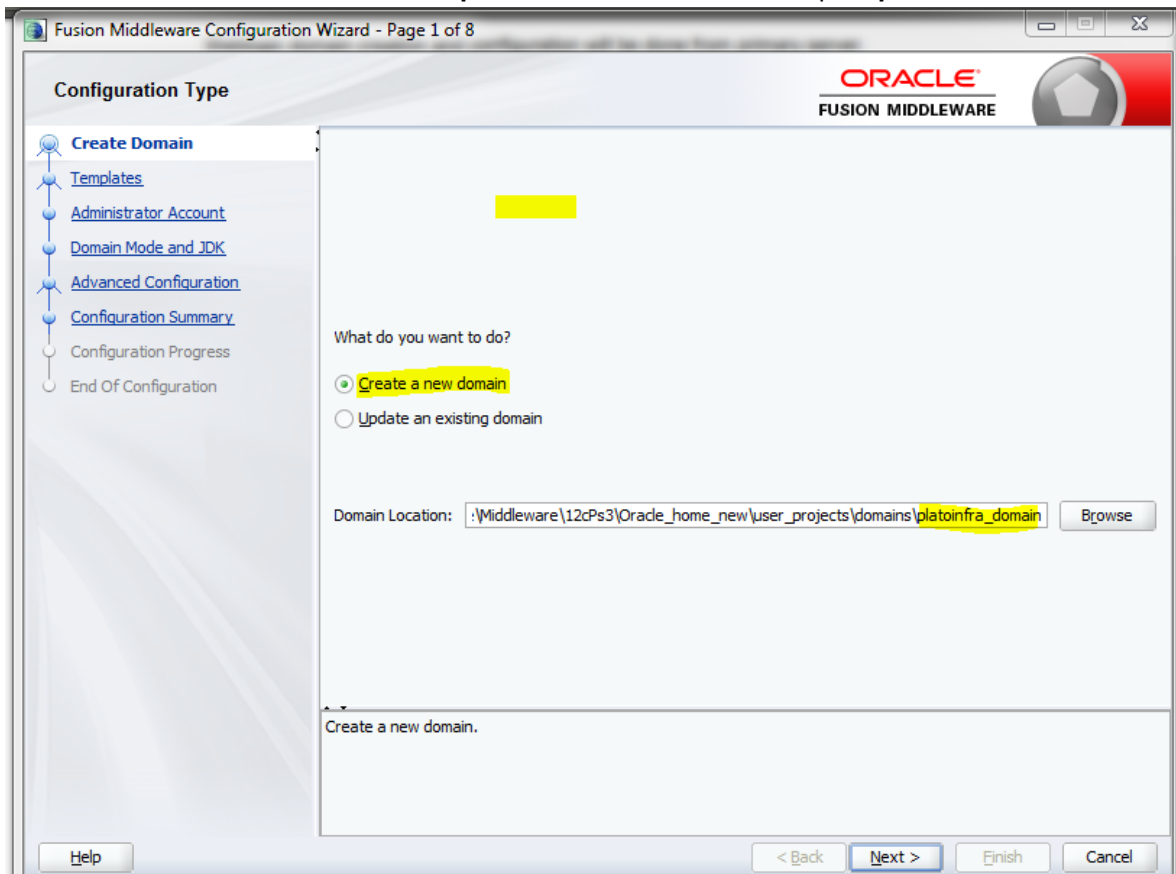 Fusion Middleware Configuration Wizard - Page 1 of 8
Configuration Type
ORACLE
FUSION MIDDLEWARE
Create Domain
Templates
Administrator Account
Domain Mode and JDK
Advanced Configuration
Configuration Summary
Configuration Progress
End Of Configuration
What do you want to do?
Create a new domain
Update an existing domain
Domain Location: :\Middleware\12cPs3\Oracle_home_new\user_projects\domains\platoinfra_domain Browse
Create a new domain.
Help < Back Next > Finish Cancel